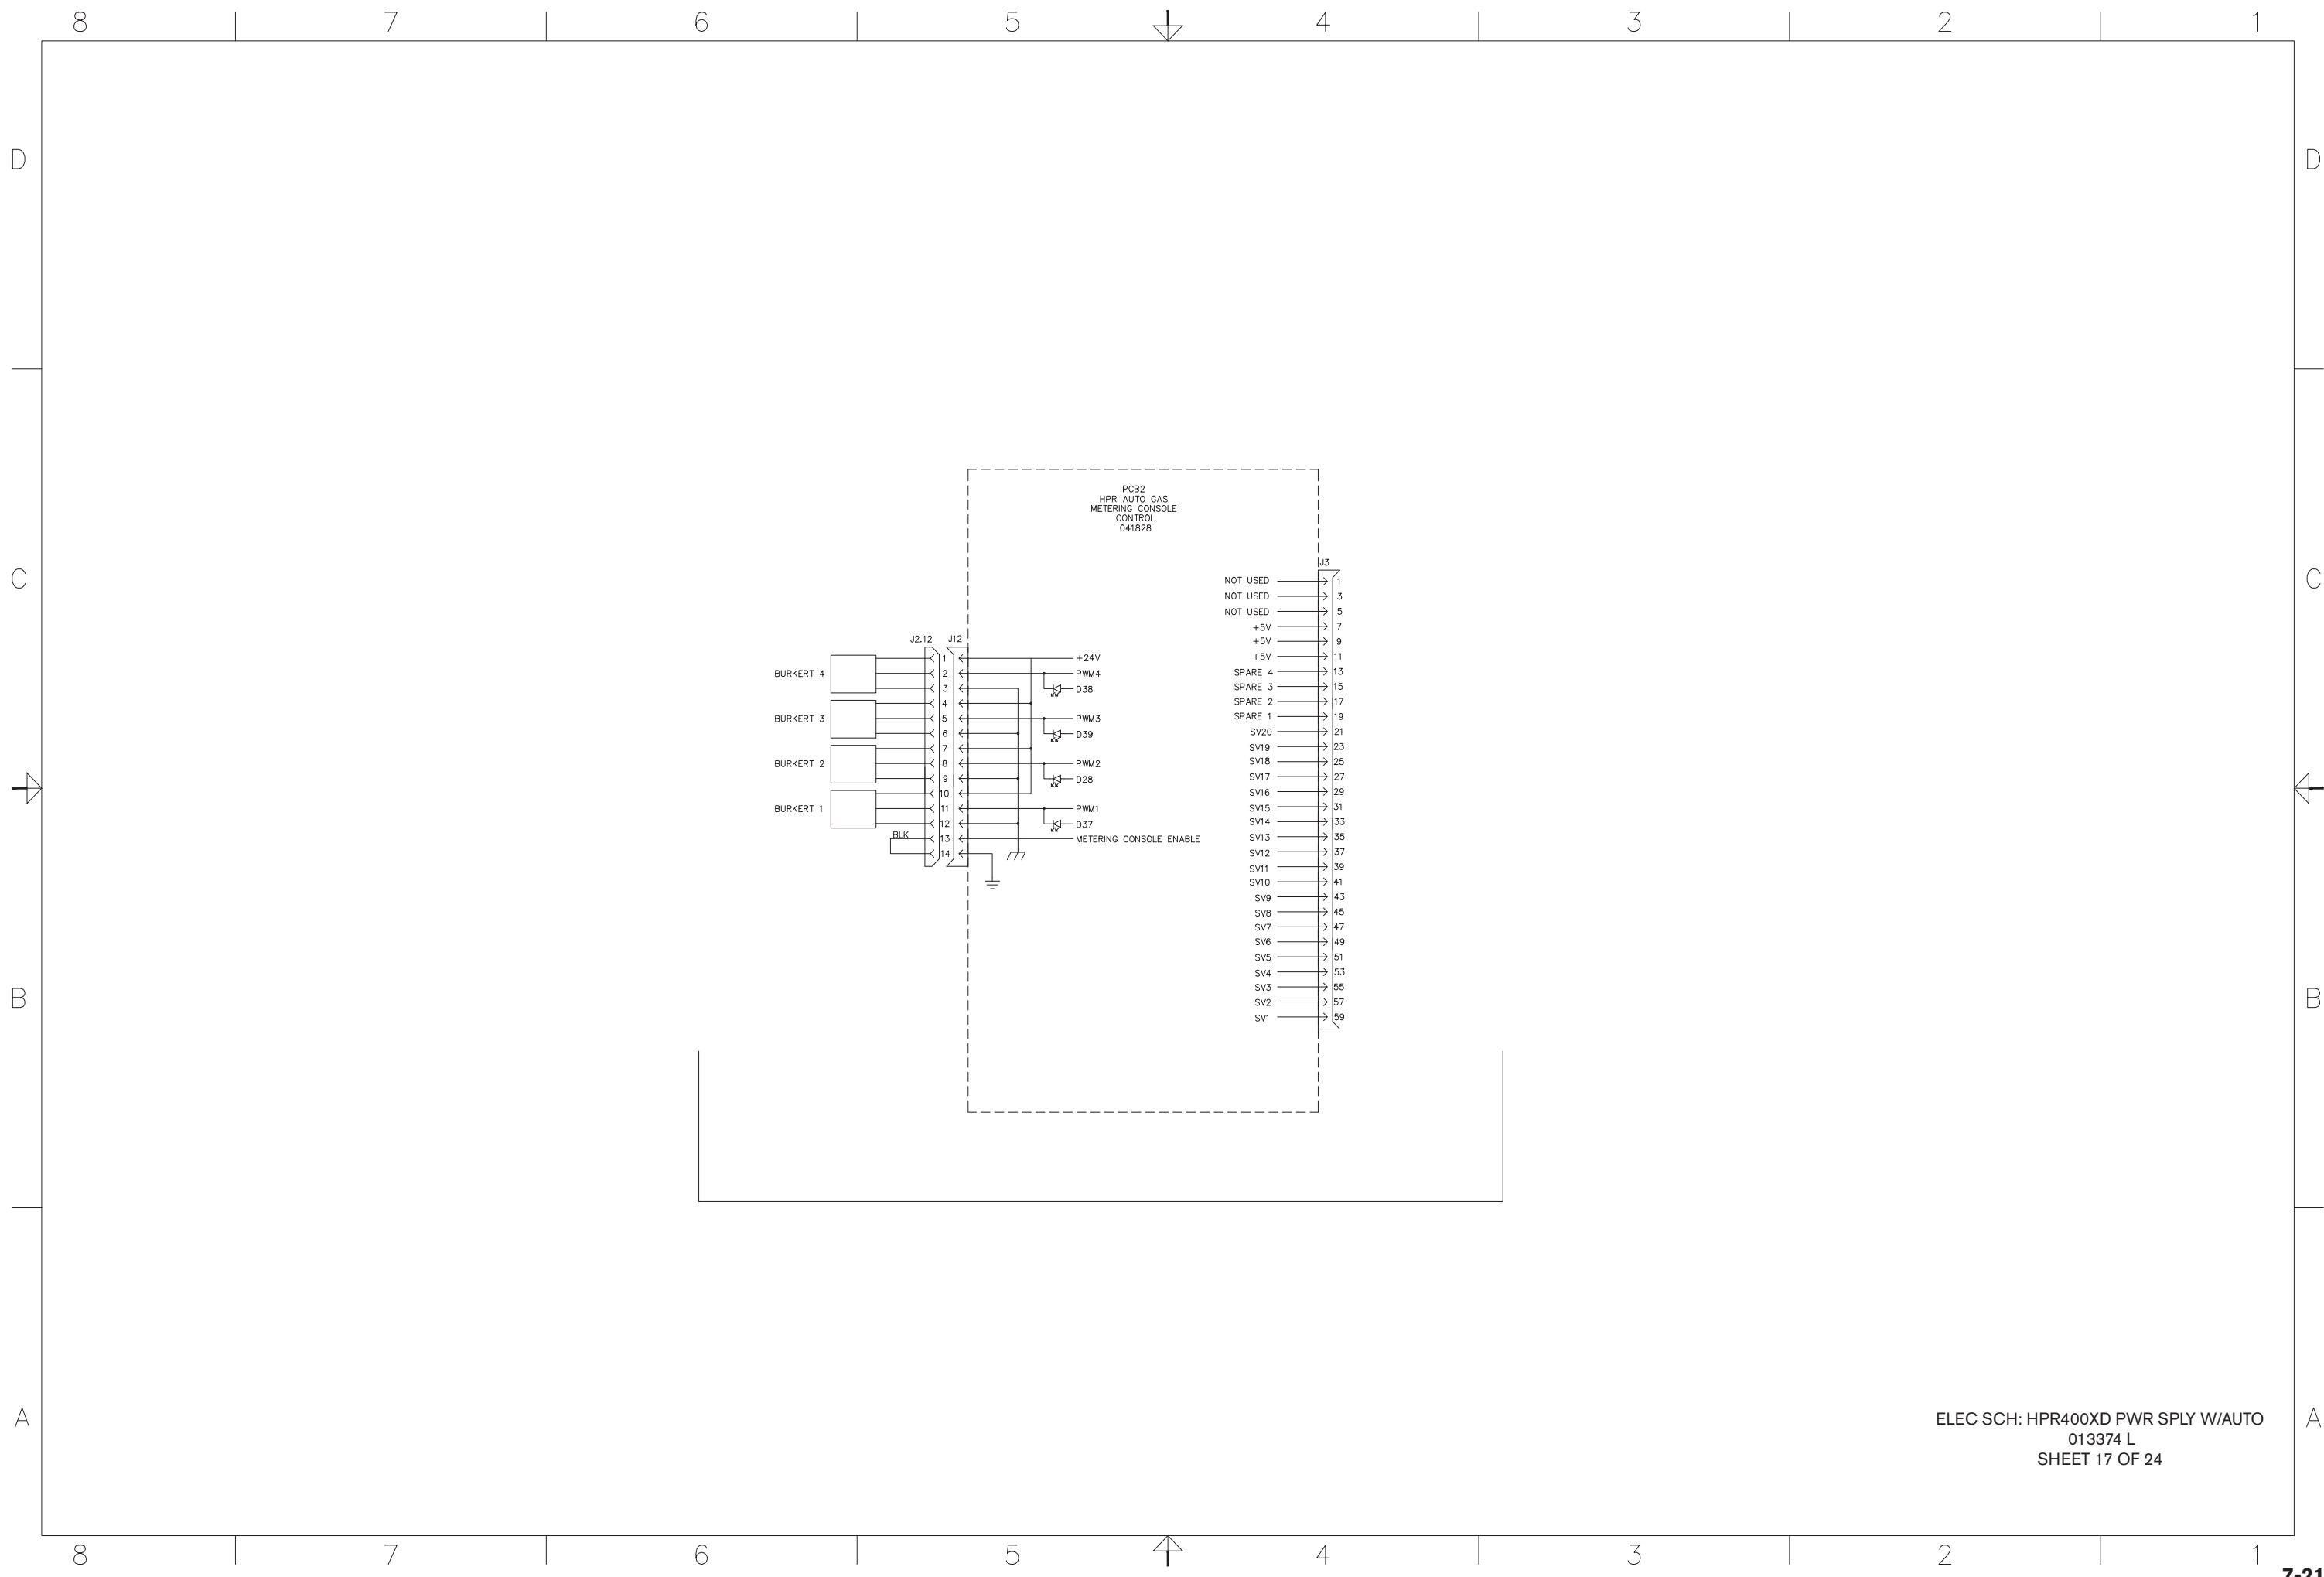 8 7 6 5 4 3 2 1
D D
PCB2
HPR AUTO GAS
METERING CONSOLE
CONTROL
041828
J3
C C
NOT USED 1
NOT USED 3
NOT USED 5
+5V 7
+5V 9
+5V 11
SPARE 4 13
SPARE 3 15
SPARE 2 17
SPARE 1 19
SV20 21
SV19 23
SV18 25
SV17 27
SV16 29
SV15 31
SV14 33
SV13 35
SV12 37
SV11 39
SV10 41
SV9 43
SV8 45
SV7 47
SV6 49
SV5 51
SV4 53
SV3 55
SV2 57
SV1 59
J2.12 J12
1 +24V
BURKERT 4 2 PWM4
3 D38
4
BURKERT 3 5 PWM3
6 D39
7
BURKERT 2 8 PWM2
9 D28
10
BURKERT 1 11 PWM1
12 D37
BLK 13 METERING CONSOLE ENABLE
14
B B
A A
ELEC SCH: HPR400XD PWR SPLY W/AUTO
013374 L
SHEET 17 OF 24
8 7 6 5 4 3 2 1
7-21